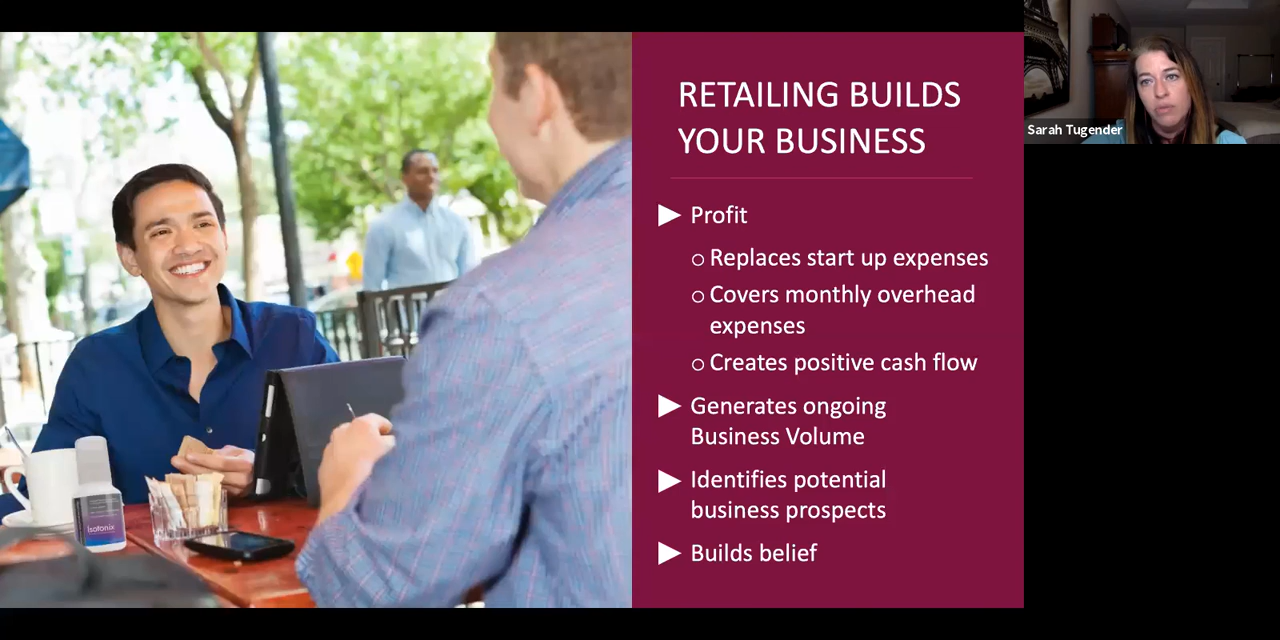 RETAILING BUILDS
YOUR BUSINESS
Profit
Replaces start up expenses
Covers monthly overhead
expenses
Creates positive cash flow
Generates ongoing
Business Volume
Identifies potential
business prospects
Builds belief
Sarah Tugender
Isotonix